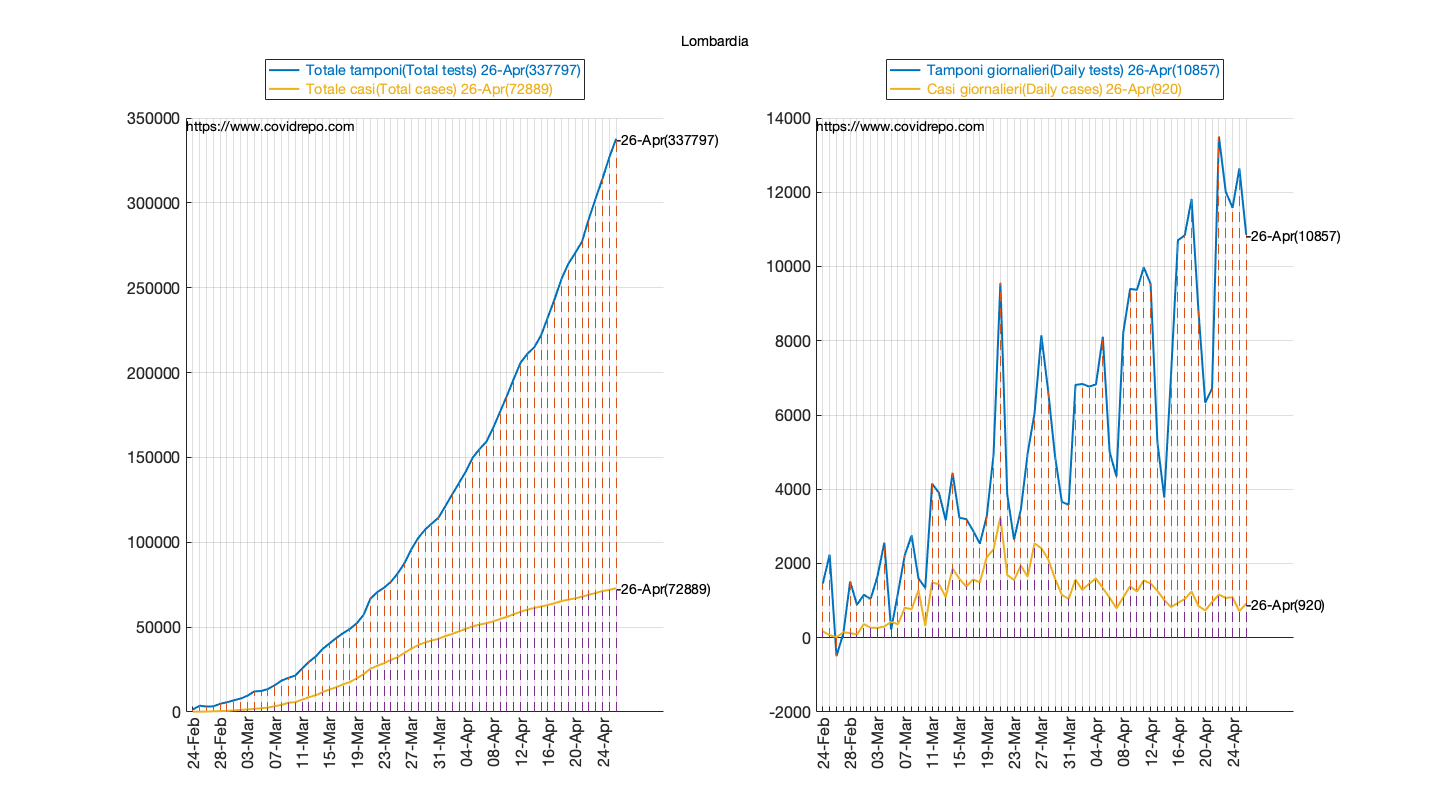 Lombardia
Totale tamponi(Total tests) 26-Apr(337797)
Totale casi(Total cases) 26-Apr(72889)
https://www.covidrepo.com
350000
300000
250000
200000
150000
100000
50000
0
-26-Apr(337797)
-26-Apr(72889)
24-Feb
28-Feb
03-Mar
07-Mar
11-Mar
15-Mar
19-Mar
23-Mar
27-Mar
31-Mar
04-Apr
08-Apr
12-Apr
16-Apr
20-Apr
24-Apr
Tamponi giornalieri(Daily tests) 26-Apr(10857)
Casi giornalieri(Daily cases) 26-Apr(920)
https://www.covidrepo.com
14000
12000
10000
8000
6000
4000
2000
0
-2000
-26-Apr(10857)
-26-Apr(920)
24-Feb
28-Feb
03-Mar
07-Mar
11-Mar
15-Mar
19-Mar
23-Mar
27-Mar
31-Mar
04-Apr
08-Apr
12-Apr
16-Apr
20-Apr
24-Apr